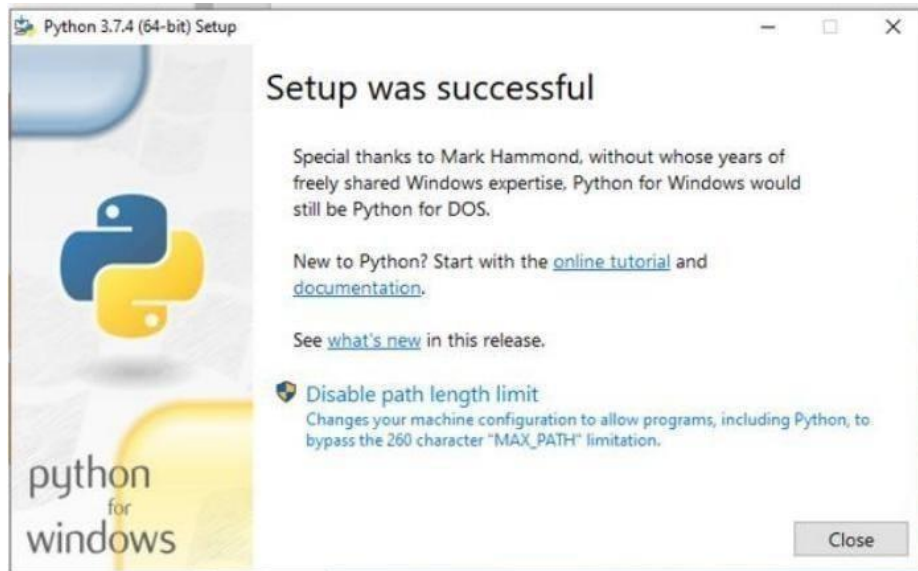 Python 3.7.4 (64-bit) Setup
Setup was successful
Special thanks to Mark Hammond, without whose years of
freely shared Windows expertise, Python for Windows would
still be Python for DOS.
New to Python? Start with the online tutorial and
documentation.
See what's new in this release.
Disable path length limit
Changes your machine configuration to allow programs, including Python, to
bypass the 260 character "MAX_PATH" limitation.
python
for
windows
Close